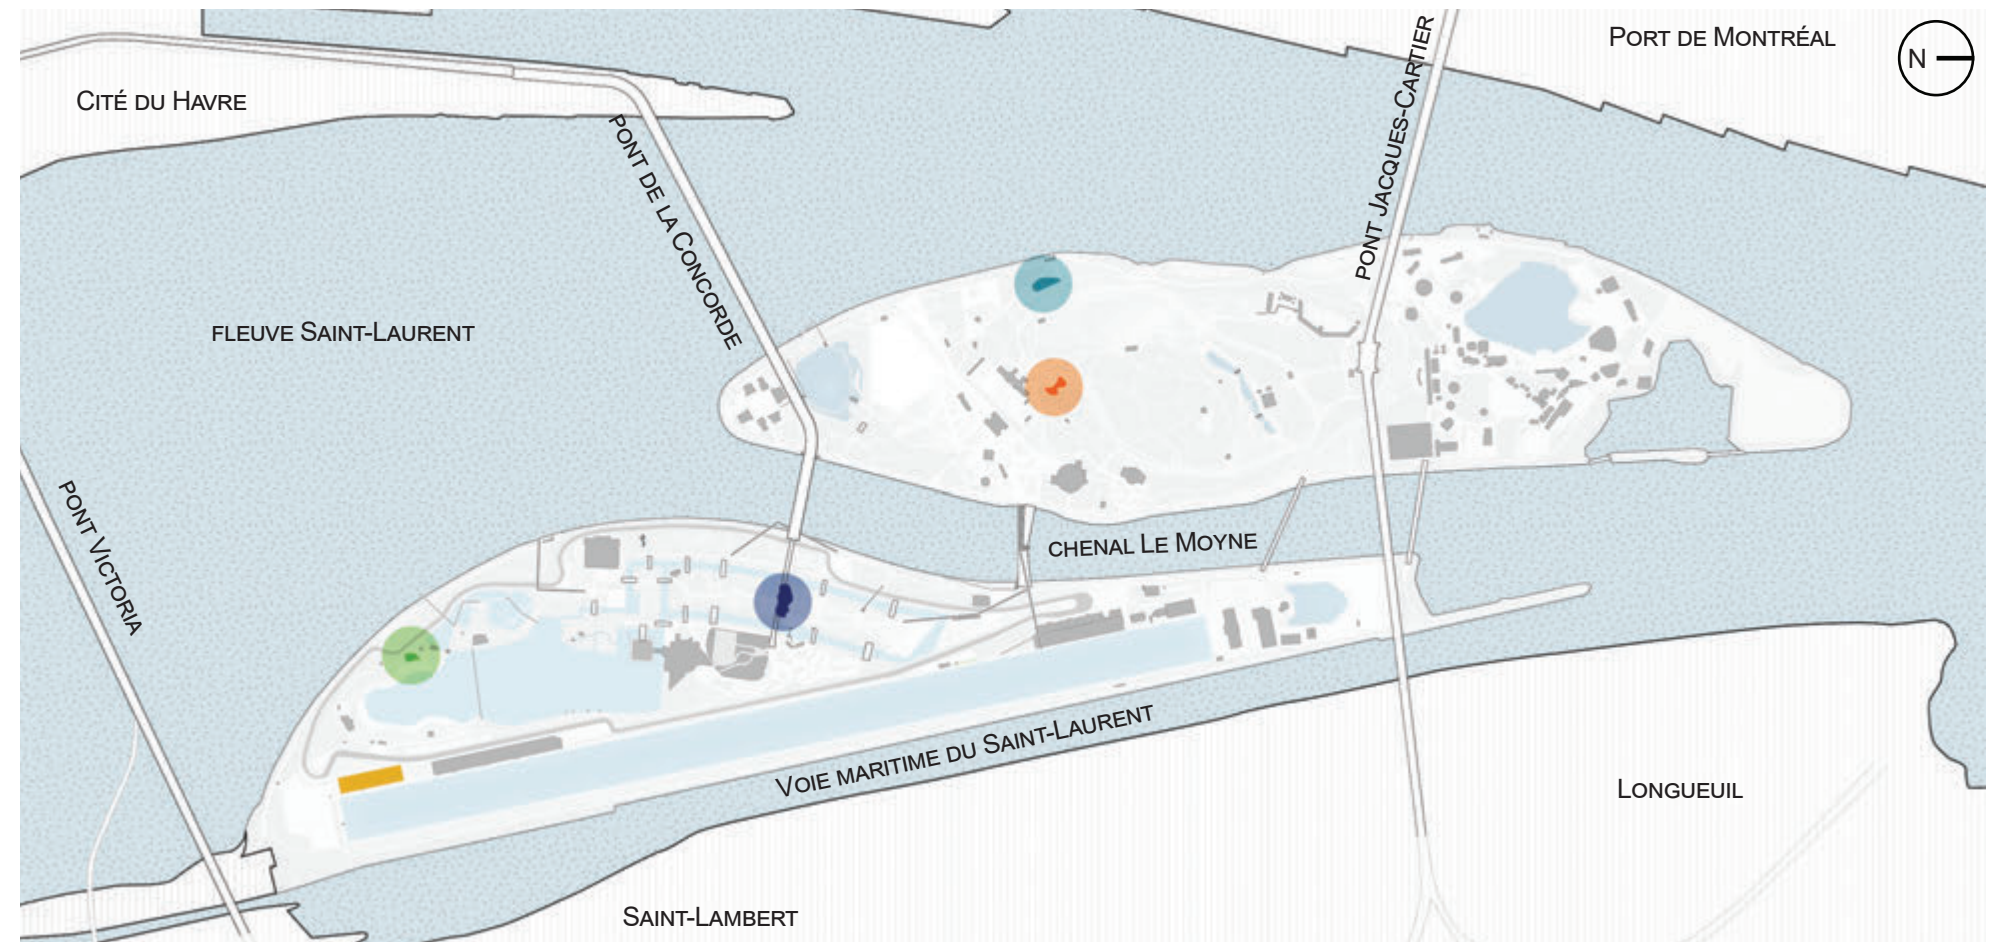 PORT DE MONTRÉAL
N
CITÉ DU HAVRE
PONT DE LA CONCORDE
PONT JACQUES-CARTIER
FLEUVE SAINT-LAURENT
PONT VICTORIA
CHENAL LE MOYNE
VOIE MARITIME DU SAINT-LAURENT
LONGUEUIL
SAINT-LAMBERT